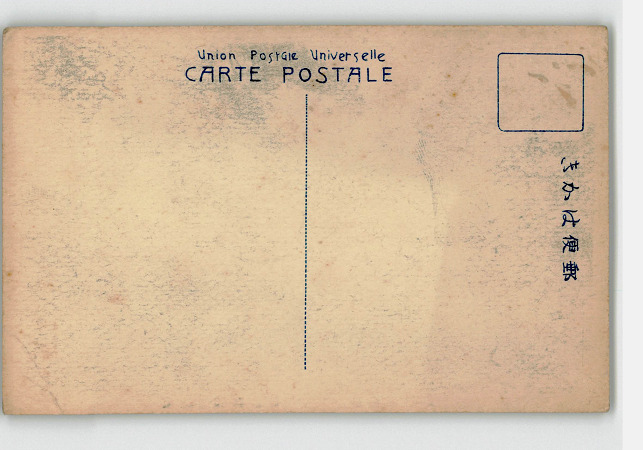 Union Postale Universelle
CARTE POSTALE
きかは便郵